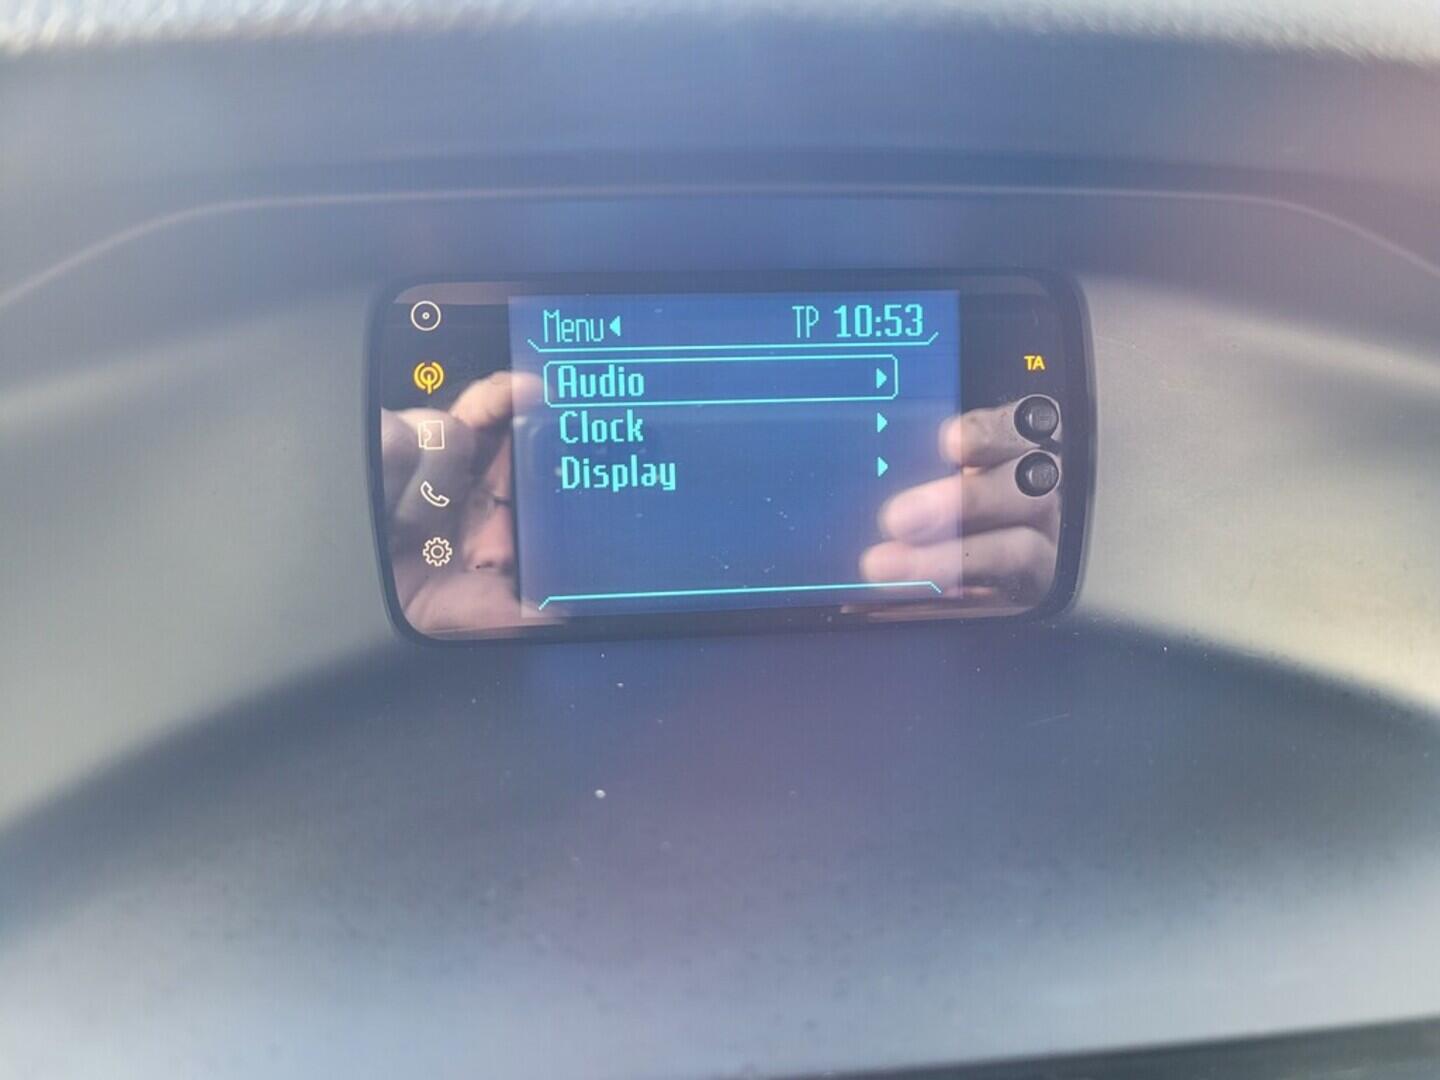 Menu TP 10:53
Audio
TA
Clock
Display